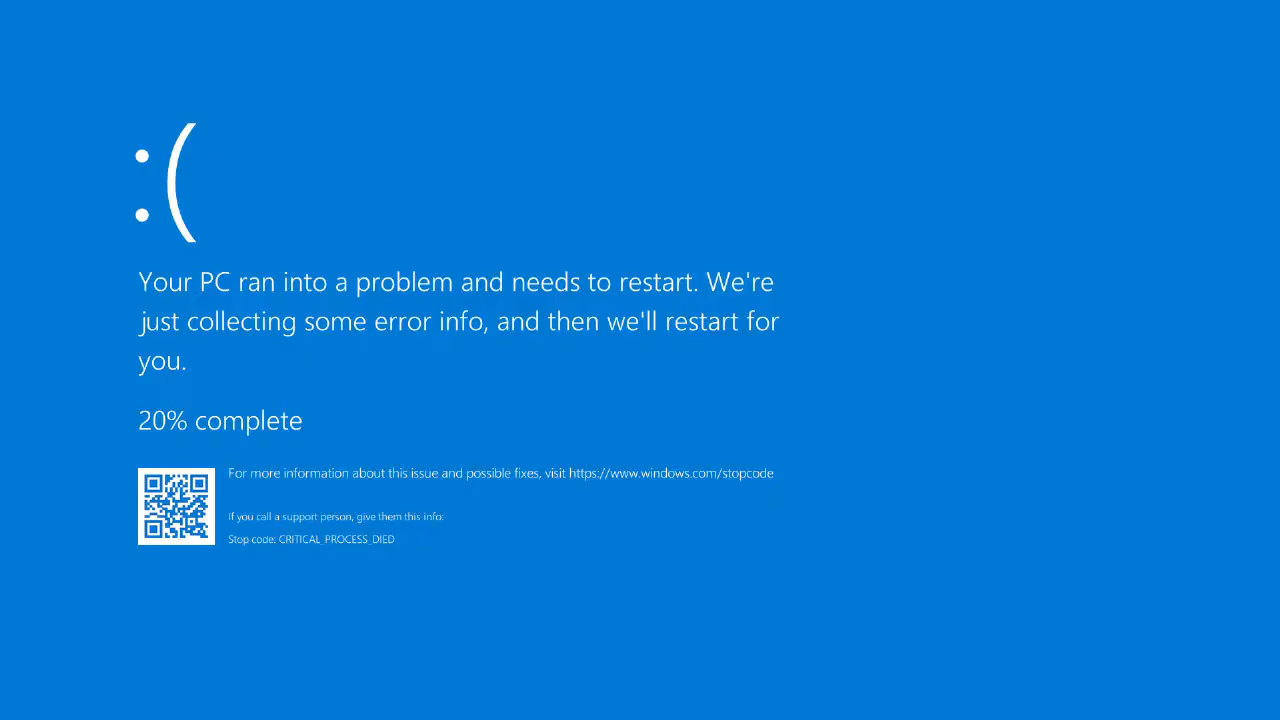 :(
Your PC ran into a problem and needs to restart. We're
just collecting some error info, and then we'll restart for
you.
20% complete
For more information about this issue and possible fixes, visit https://www.windows.com/stopcode
If you call a support person, give them this info:
Stop code: CRITICAL_PROCESS_DIED